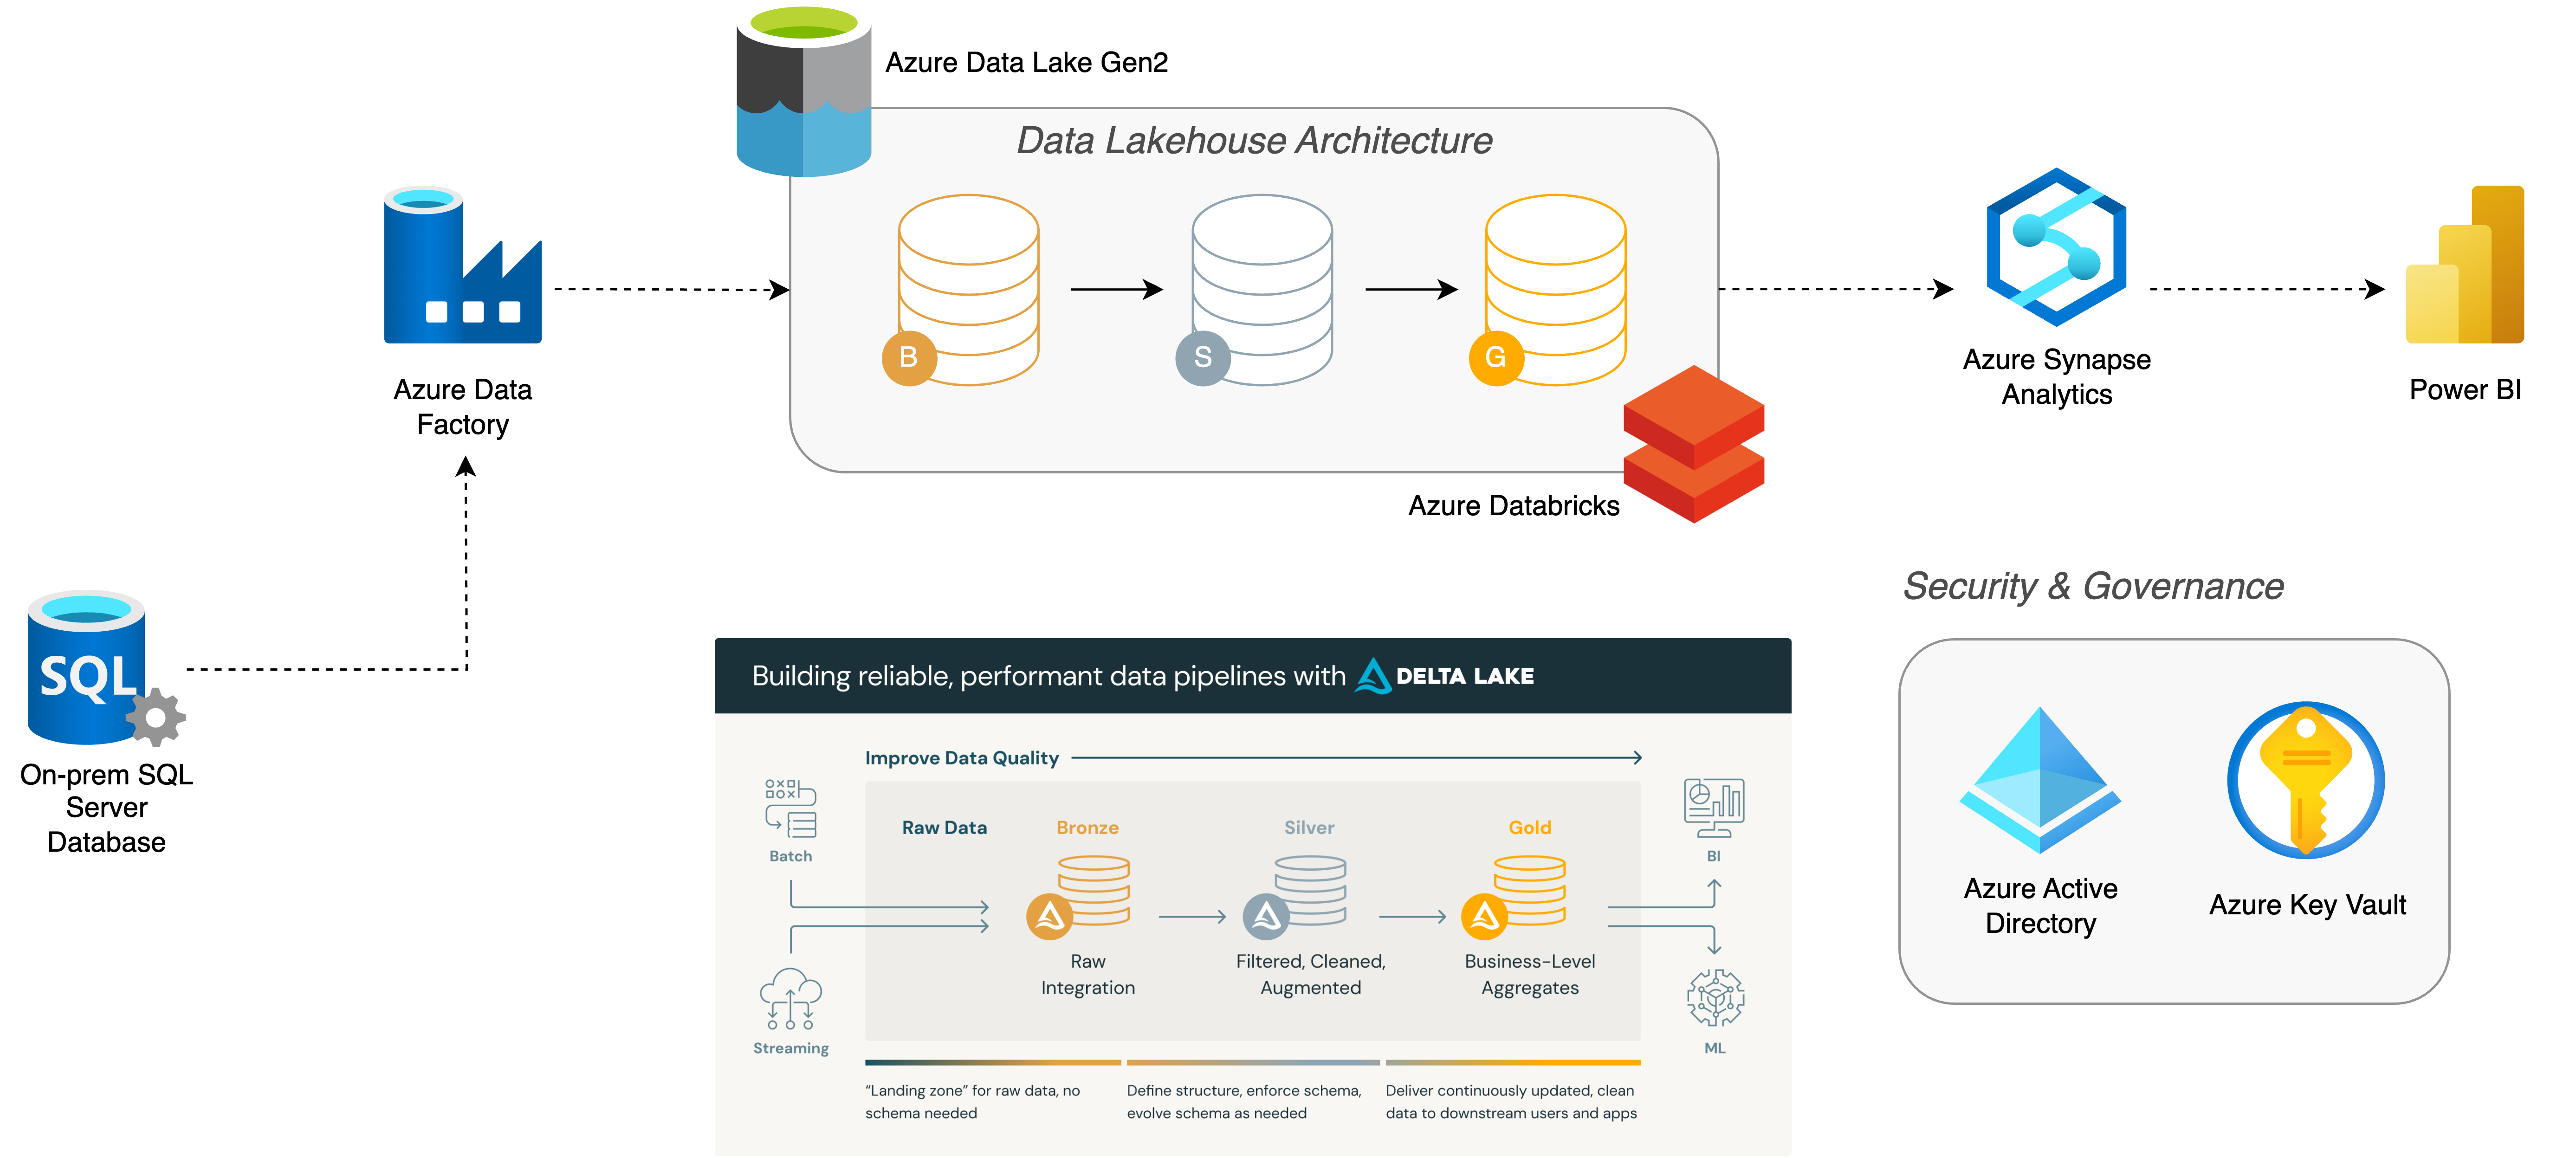 Azure Data Lake Gen2
Data Lakehouse Architecture
B
S
G
Azure Data
Factory
Azure Databricks
Azure Synapse
Analytics
Power BI
SQL
On-prem SQL
Server
Database
Building reliable, performant data pipelines with DELTA LAKE
Improve Data Quality
Batch
Streaming
Raw Data
Bronze
Silver
Gold
Raw
Integration
Filtered, Cleaned,
Augmented
Business-Level
Aggregates
BI
ML
“Landing zone” for raw data, no
schema needed
Define structure, enforce schema,
evolve schema as needed
Deliver continuously updated, clean
data to downstream users and apps
Security & Governance
Azure Active
Directory
Azure Key Vault